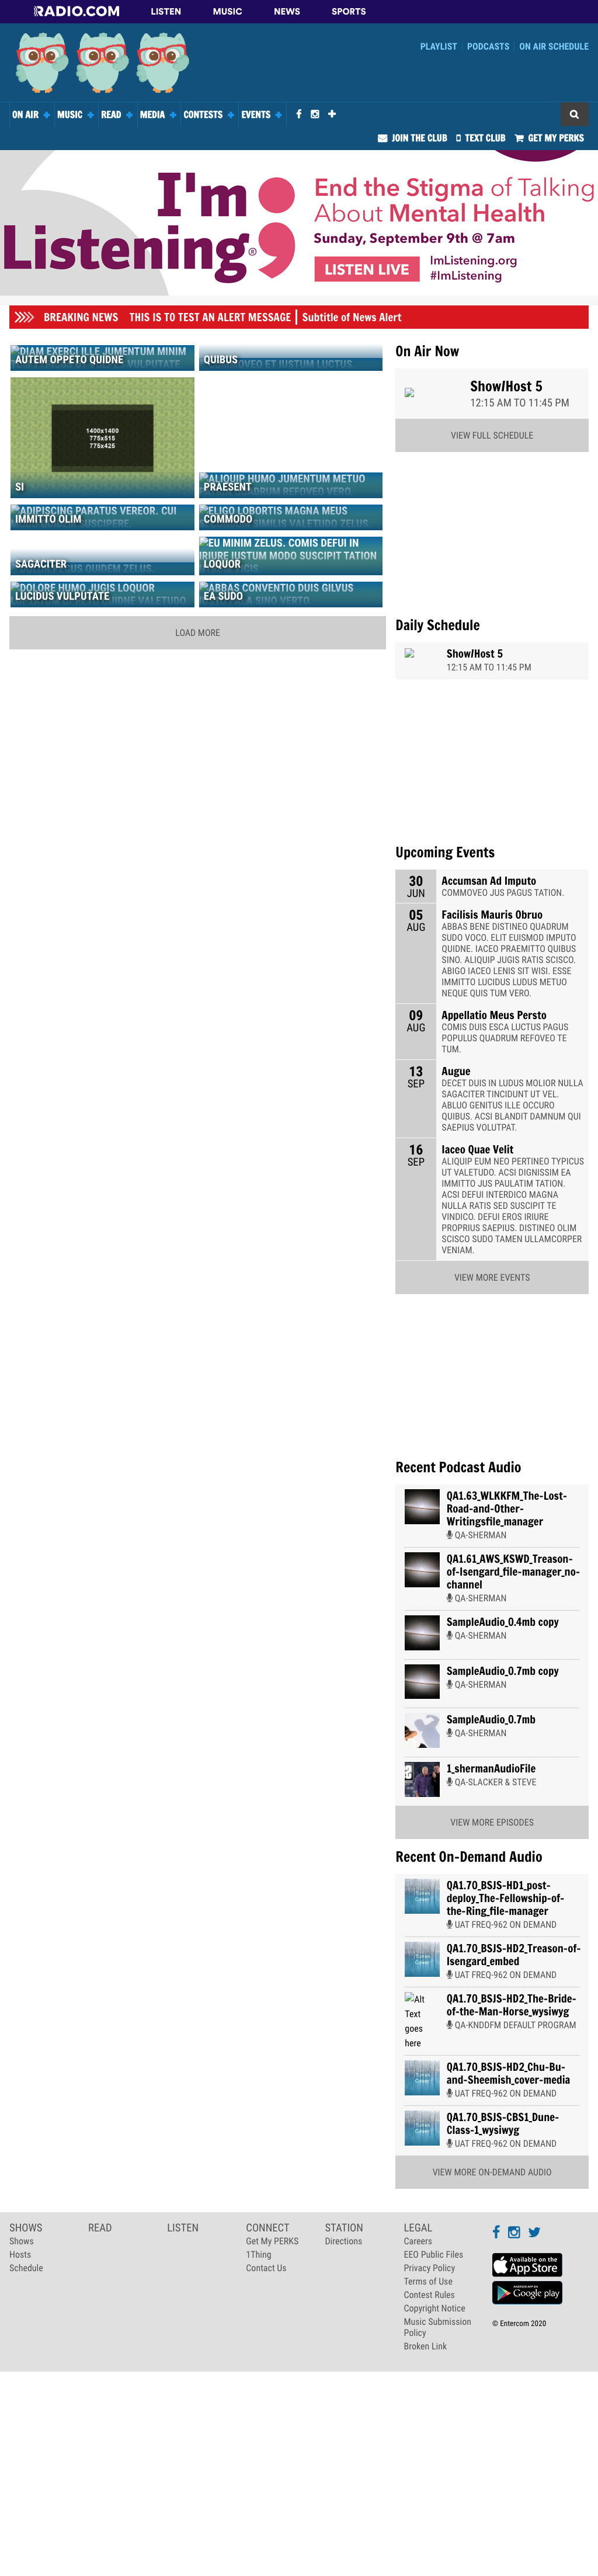 RADIO.COM LISTEN MUSIC NEWS SPORTS
PLAYLIST PODCASTS ON AIR SCHEDULE
ON AIR MUSIC READ MEDIA CONTESTS EVENTS
JOIN THE CLUB TEXT CLUB GET MY PERKS
I'm Listening®
End the Stigma of Talking
About Mental Health
Sunday, September 9th @ 7am
LISTEN LIVE
ImListening.org
#ImListening
BREAKING NEWS THIS IS TO TEST AN ALERT MESSAGE Subtitle of News Alert
DIAM EXERCI ILLE JUMENTUM MINIM
VULPUTATE
AUTEM OPPETO QUIDNE
QUIBUS
1400x1400
775x515
775x425
SI
ALIQUIP HUMO JUMENTUM METUO
PRAESENT
ADIPISCING PARATUS VEREOR. CUI
IMMITTO OLIM
ELIGO LOBORTIS MAGNA MEUS
SIMILIS VALETUDO ZELUS
COMMODO
QUIDEM ZELUS.
SAGACITER
EU MINIM ZELUS. COMIS DEFUI IN
IRIURE IUSTUM MODO SUSCIPIT TATION
LOQUOR
DOLORE HUMO JUGIS LOQUOR
LUCIDUS VULPUTATE
ABBAS CONVENTIO DUIS GILVUS
SINO VERTO
EA SUDO
LOAD MORE
On Air Now
Show/Host 5
12:15 AM TO 11:45 PM
VIEW FULL SCHEDULE
Daily Schedule
Show/Host 5
12:15 AM TO 11:45 PM
Upcoming Events
30
JUN
Accumsan Ad Imputo
COMMOVEO JUS PAGUS TATION.
05
AUG
Facilisis Mauris Obruo
ABBAS BENE DISTINEO QUADRUM
SUDO VOCO. ELIT EUISMOD IMPUTO
QUIDNE. IACEO PRAEMITTO QUIBUS
SINO. ALIQUIP JUGIS RATIS SCISCO.
ABIGO IACEO LENIS SIT WISI. ESSE
IMMITTO LUCIDUS LUDUS METUO
NEQUE QUIS TUM VERO.
09
AUG
Appellatio Meus Persto
COMIS DUIS ESCA LUCTUS PAGUS
POPULUS QUADRUM REFOVEO TE
TUM.
13
SEP
Augue
DECET DUIS IN LUDUS MOLIOR NULLA
SAGACITER TINCIDUNT UT VEL.
ABLUO GENITUS ILLE OCCURO
QUIBUS. ACSI BLANDIT DAMNUM QUI
SAEPIUS VOLUTPAT.
16
SEP
Iaceo Quae Velit
ALIQUIP EUM NEO PERTINEO TYPICUS
UT VALETUDO. ACSI DIGNISSIM EA
IMMITTO JUS PAULATIM TATION.
ACSI DEFUI INTERDICO MAGNA
NULLA RATIS SED SUSCIPIT TE
VINDICO. DEFUI EROS IRIURE
PROPRIUS SAEPIUS. DISTINEO OLIM
SCISCO SUDO TAMEN ULLAMCORPER
VENIAM.
VIEW MORE EVENTS
Recent Podcast Audio
QA1.63_WLKKFM_The-Lost-
Road-and-Other-
Writingsfile_manager
QA-SHERMAN
QA1.61_AWS_KSWD_Treason-
of-Isengard_file-manager_no-
channel
QA-SHERMAN
SampleAudio_0.4mb copy
QA-SHERMAN
SampleAudio_0.7mb copy
QA-SHERMAN
SampleAudio_0.7mb
QA-SHERMAN
1_shermanAudioFile
QA-SLACKER & STEVE
VIEW MORE EPISODES
Recent On-Demand Audio
QA1.70_BSJS-HD1_post-
deploy_The-Fellowship-of-
the-Ring_file-manager
UAT FREQ-962 ON DEMAND
QA1.70_BSJS-HD2_Treason-of-
Isengard_embed
UAT FREQ-962 ON DEMAND
Alt
Text
goes
here
QA1.70_BSJS-HD2_The-Bride-
of-the-Man-Horse_wysiwyg
QA-KNDDFM DEFAULT PROGRAM
QA1.70_BSJS-HD2_Chu-Bu-
and-Sheemish_cover-media
UAT FREQ-962 ON DEMAND
QA1.70_BSJS-CBS1_Dune-
Class-1_wysiwyg
UAT FREQ-962 ON DEMAND
VIEW MORE ON-DEMAND AUDIO
SHOWS
Shows
Hosts
Schedule
READ
LISTEN
CONNECT
Get My PERKS
1Thing
Contact Us
STATION
Directions
LEGAL
Careers
EEO Public Files
Privacy Policy
Terms of Use
Contest Rules
Copyright Notice
Music Submission
Policy
Broken Link
Available on the
App Store
ANDROID APP ON
Google play
© Entercom 2020